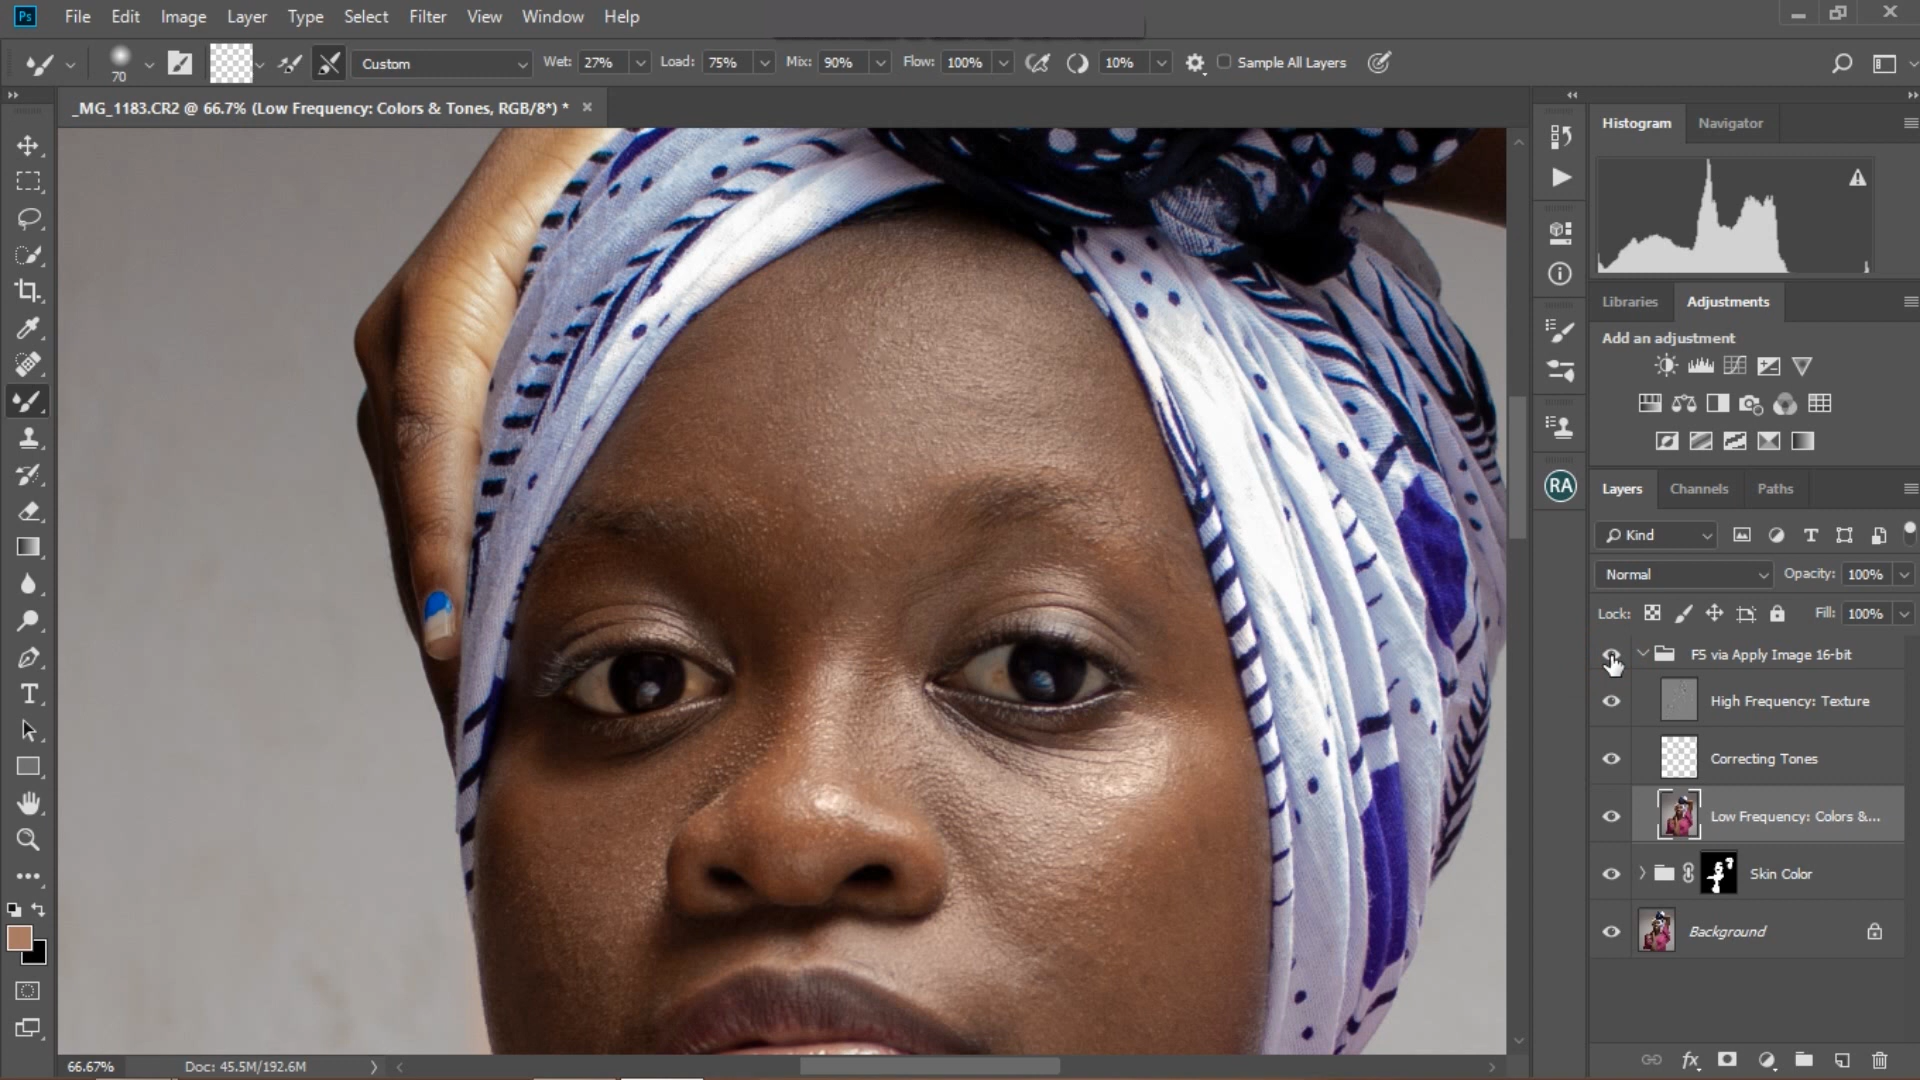 Ps File Edit Image Layer Type Select Filter View Window Help
70 Custom Wet: 27% Load: 75% Mix: 90% Flow: 100% 10% Sample All Layers
_MG_1183.CR2 @ 66.7% (Low Frequency: Colors & Tones, RGB/8*) *
Histogram Navigator
Libraries Adjustments
Add an adjustment
RA
Layers Channels Paths
Kind
Normal Opacity: 100%
Lock: Fill: 100%
FS via Apply Image 16-bit
High Frequency: Texture
Correcting Tones
Low Frequency: Colors &...
Skin Color
Background
66.67% Doc: 45.5M/192.6M